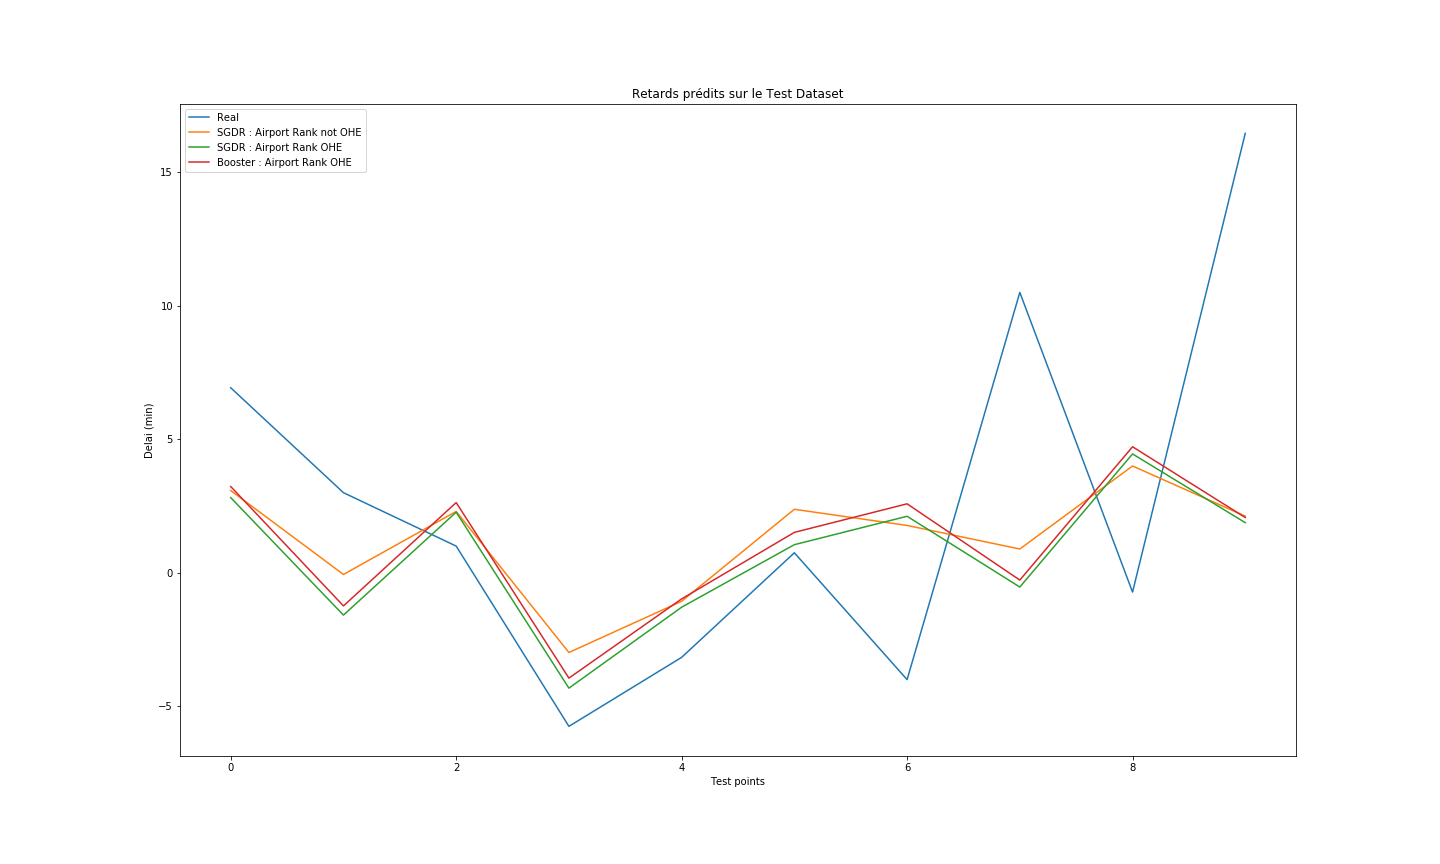 Retards prédits sur le Test Dataset
Real
SGDR : Airport Rank not OHE
SGDR : Airport Rank OHE
Booster : Airport Rank OHE
15
10
5
0
−5
Delai (min)
0 2 4 6 8
Test points